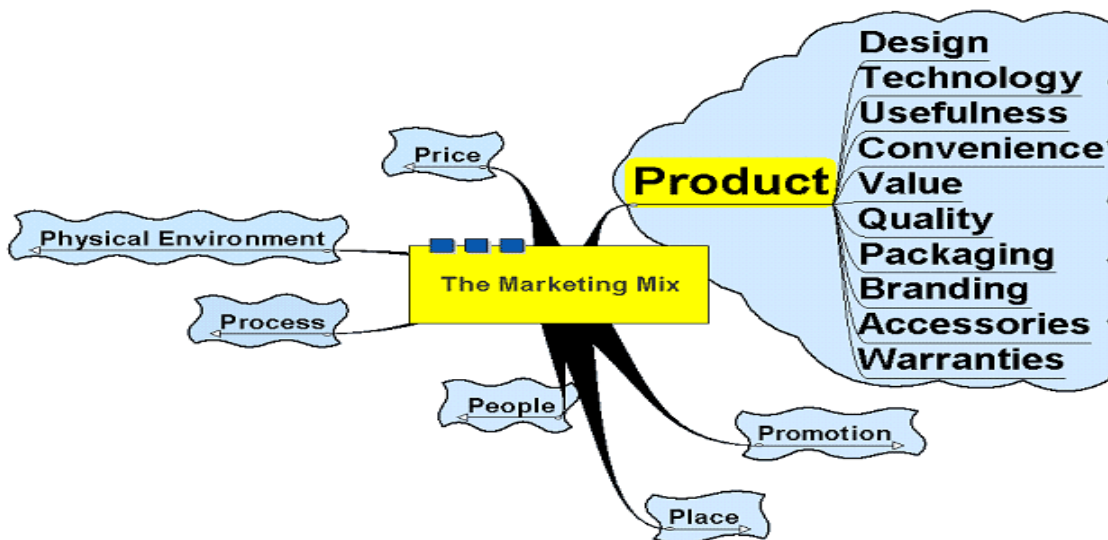 Price
Physical Environment
Process
People
The Marketing Mix
Product
Design
Technology
Usefulness
Convenience
Value
Quality
Packaging
Branding
Accessories
Warranties
Promotion
Place